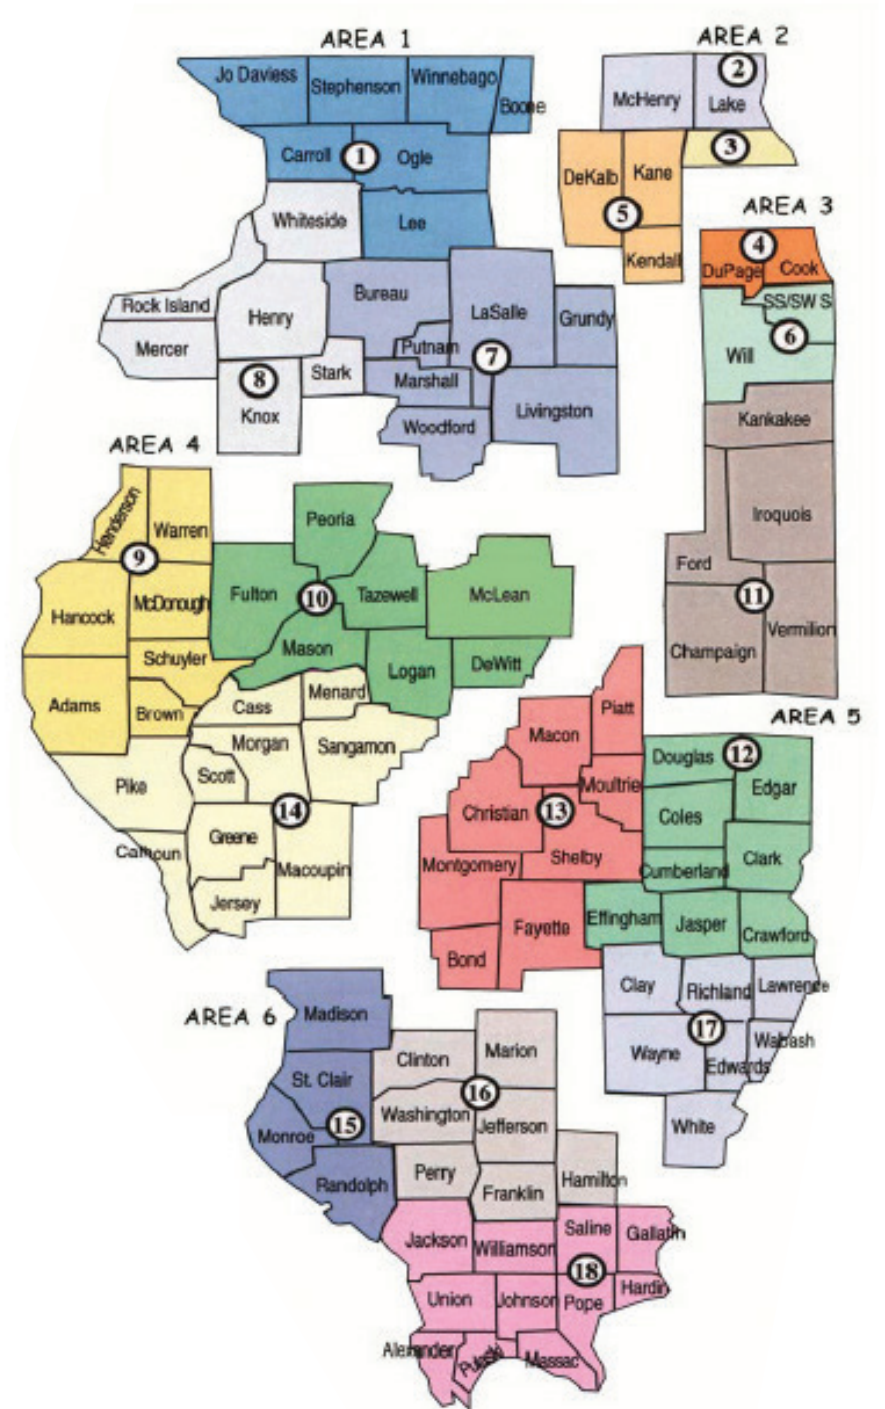 AREA 1
Jo Daviess
Stephenson
Winnebago
Boone
Carroll
1
Ogle
Whiteside
Lee
Rock Island
Mercer
Henry
Bureau
LaSalle
Grundy
Putnam
7
Stark
Marshall
8
Knox
Woodford
Livingston
AREA 2
2
McHenry
Lake
3
DeKalb
Kane
5
Kendall
AREA 3
4
DuPage
Cook
SS/SW S
6
Will
Kankakee
Iroquois
Ford
11
Champaign
Vermilion
AREA 4
Henderson
Warren
9
Hancock
McDonough
Schuyler
Adams
Brown
Peoria
Fulton
10
Tazewell
McLean
Mason
Logan
DeWitt
Cass
Menard
Morgan
Sangamon
Scott
Pike
14
Calhoun
Greene
Macoupin
Jersey
AREA 5
Piatt
Macon
Moultrie
Christian
13
Shelby
Montgomery
Fayette
Bond
Douglas
12
Edgar
Coles
Clark
Cumberland
Effingham
Jasper
Crawford
Clay
Richland
Lawrence
17
Wayne
Edwards
Wabash
White
AREA 6
Madison
St. Clair
15
Monroe
Randolph
Clinton
Marion
16
Washington
Jefferson
Perry
Franklin
Hamilton
Jackson
Williamson
Saline
Gallatin
18
Hardin
Union
Johnson
Pope
Alexander
Pulaski
Massac